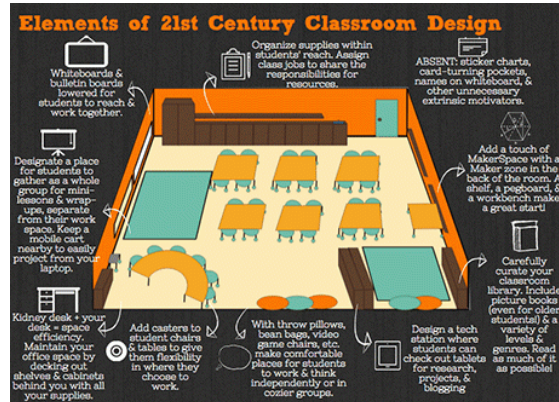 Elements of 21st Century Classroom Design
Whiteboards &
bulletin boards
lowered for
students to reach &
work together.
Organize supplies within
students' reach. Assign
class jobs to share the
responsibilities for
resources.
ABSENT: sticker charts,
card-turning pockets,
names on whiteboard, &
other unnecessary
extrinsic motivators.
Designate a place
for students to
gather as a whole
group for mini-
lessons & wrap-
ups, separate
from their work
space. Keep a
mobile cart
nearby to easily
project from your
laptop.
Add a touch of
MakerSpace with a
Maker zone in the
back of the room. A
shelf, a pegboard, &
a workbench make
a great start!
Kidney desk + your
desk = space
efficiency.
Maintain your
office space by
decking out
shelves & cabinets
behind you with all
your supplies.
Add casters to
student chairs &
tables to give
them flexibility
in where they
choose to
work.
With throw pillows,
bean bags, video
game chairs, etc.
make comfortable
places for students
to work & think
independently or in
cozier groups.
Design a tech
station where
students can
check out tablets
for research,
projects, &
blogging
Carefully
curate your
classroom
library. Include
picture books
(even for older
students!) & a
variety of
levels &
genres. Read
as much of it
as possible!